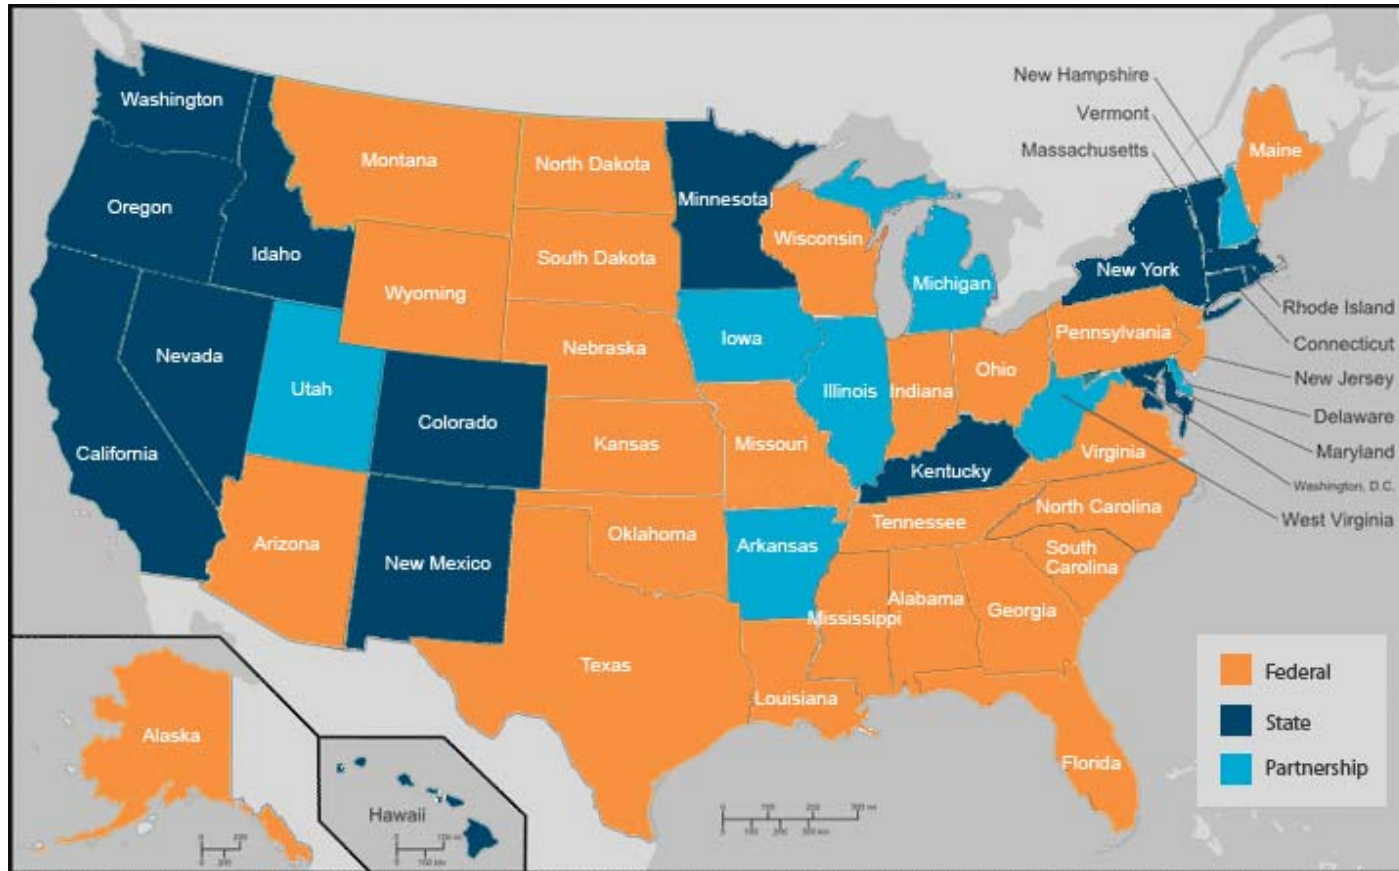 New Hampshire
Vermont
Massachusetts
Washington
Montana
North Dakota
Minnesota
Maine
Oregon
Idaho
Wisconsin
South Dakota
Wyoming
Michigan
New York
Rhode Island
Nevada
Nebraska
Iowa
Pennsylvania
Connecticut
Utah
Illinois
Indiana
Ohio
New Jersey
Colorado
Delaware
California
Kansas
Missouri
Kentucky
Virginia
Maryland
Washington, D.C.
West Virginia
Arizona
New Mexico
Oklahoma
Arkansas
Tennessee
North Carolina
South
Carolina
Mississippi
Alabama
Georgia
Texas
Louisiana
Federal
State
Partnership
Alaska
Florida
Hawaii